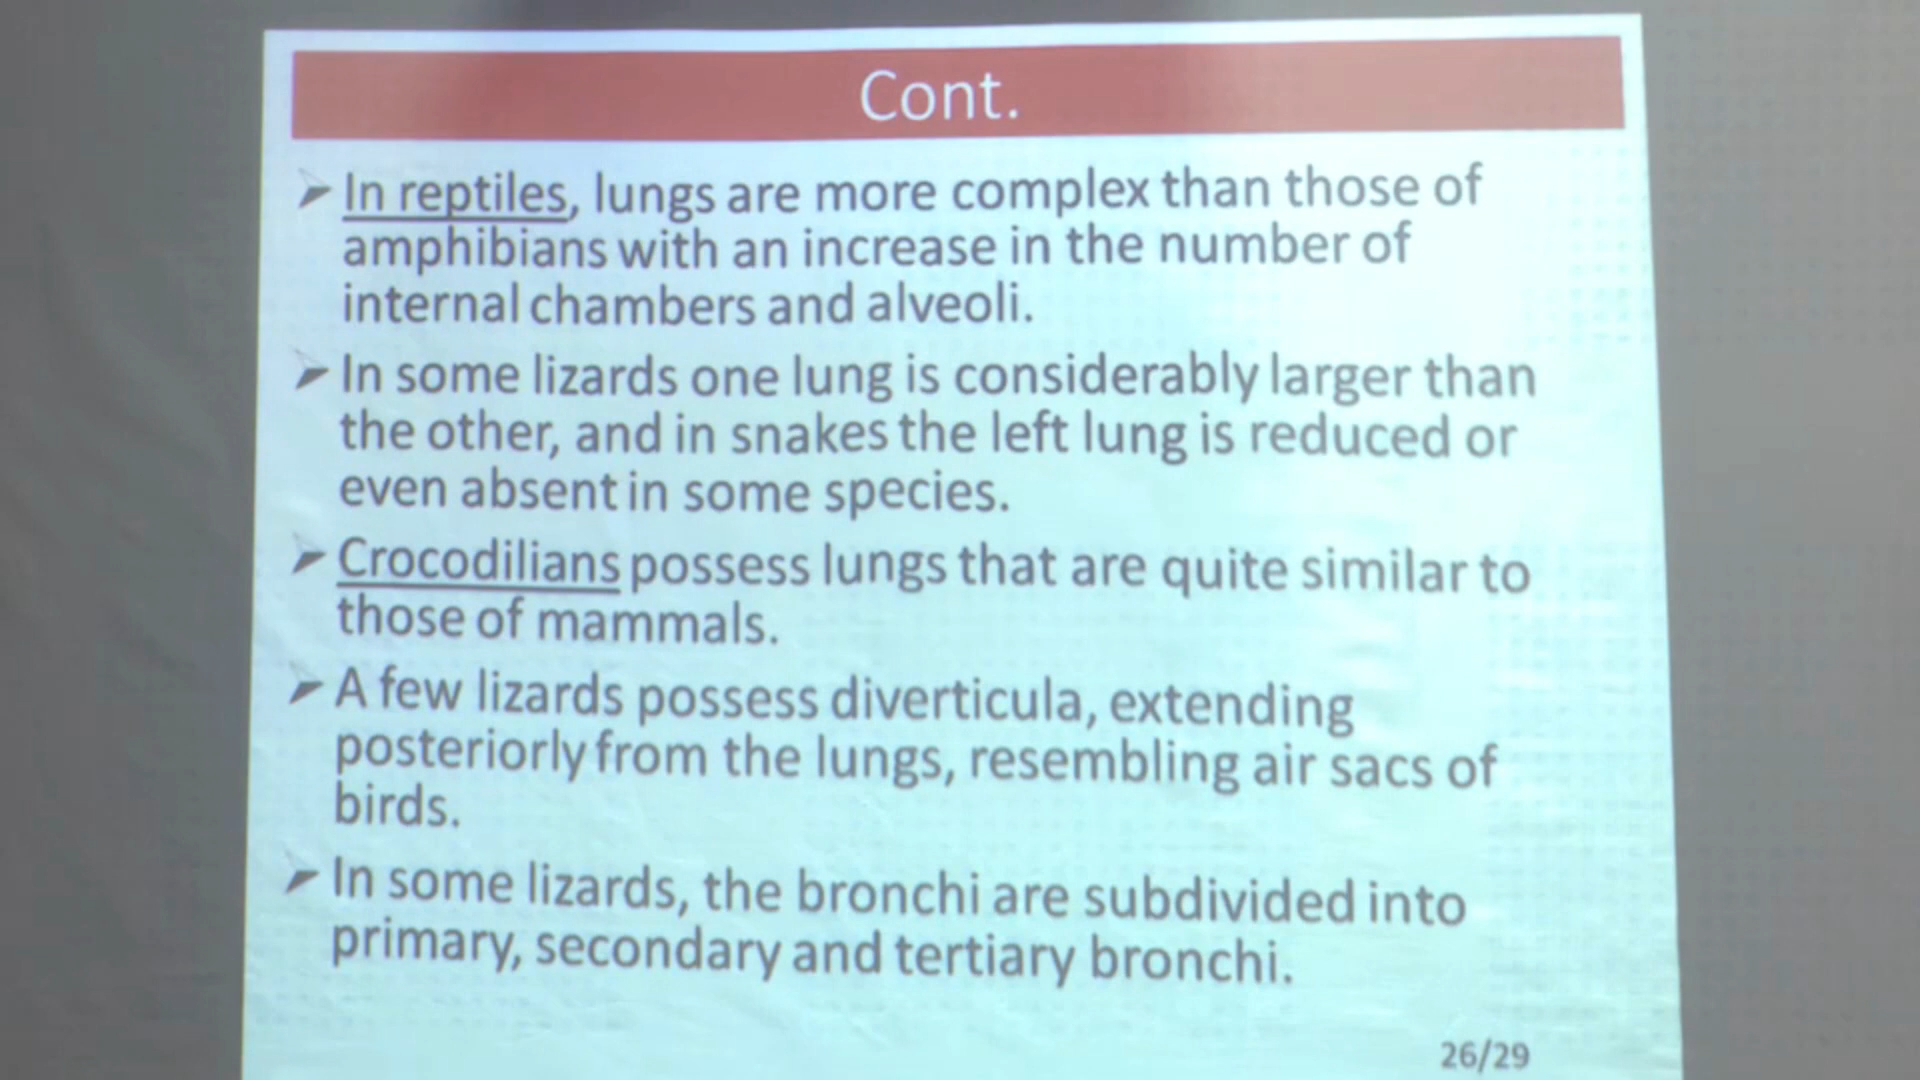 Cont.
In reptiles, lungs are more complex than those of
amphibians with an increase in the number of
internal chambers and alveoli.
In some lizards one lung is considerably larger than
the other, and in snakes the left lung is reduced or
even absent in some species.
Crocodilians possess lungs that are quite similar to
those of mammals.
A few lizards possess diverticula, extending
posteriorly from the lungs, resembling air sacs of
birds.
In some lizards, the bronchi are subdivided into
primary, secondary and tertiary bronchi.
26/29